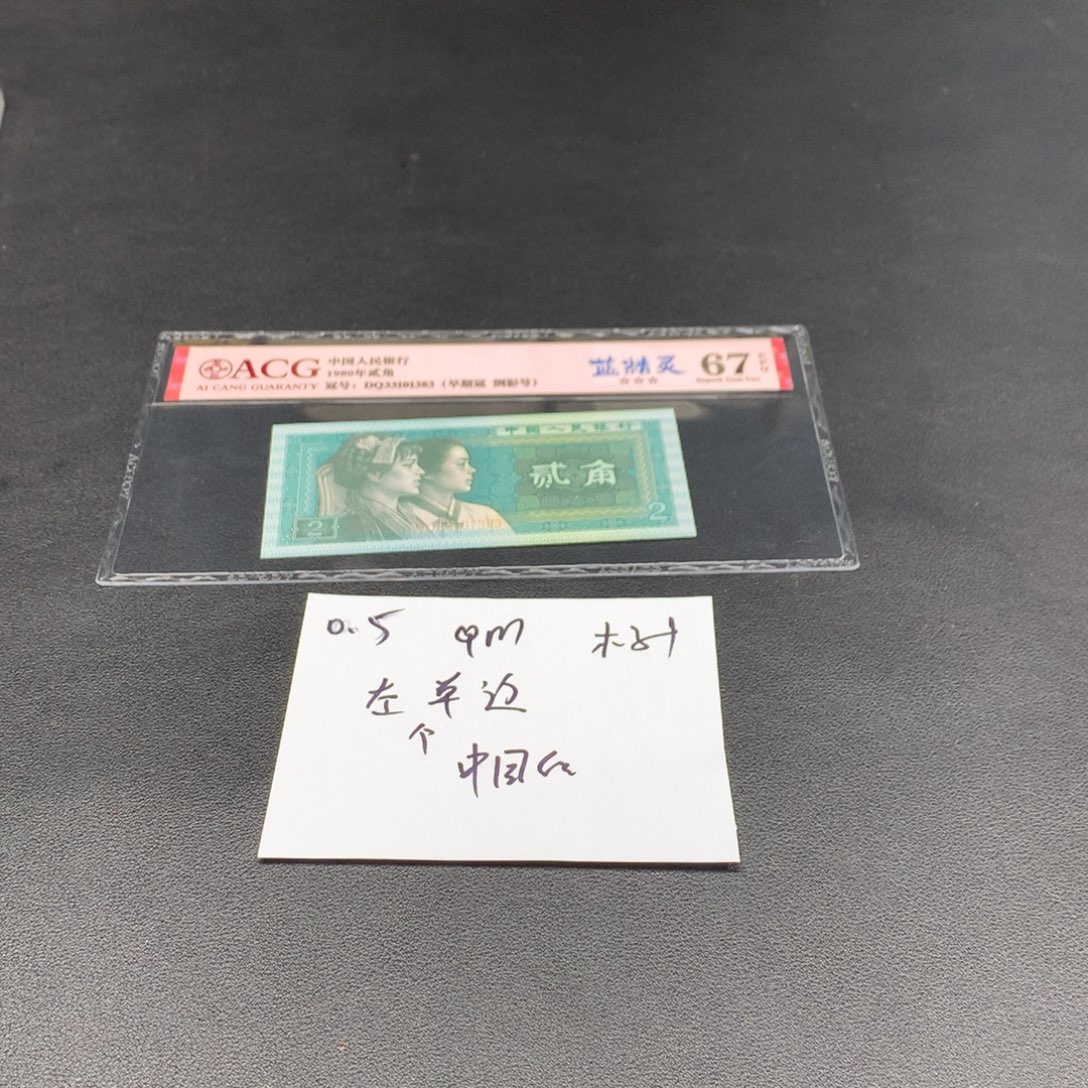 ACG 中国人民银行
AI CANG GUARANTY 1980年贰角
冠号：DQ33101383（早期冠 倒影号）
蓝精灵 67
☆☆☆ Superb Gem Unc
中国人民银行
贰角
2 2
0.5
左 草 边
个
中国人